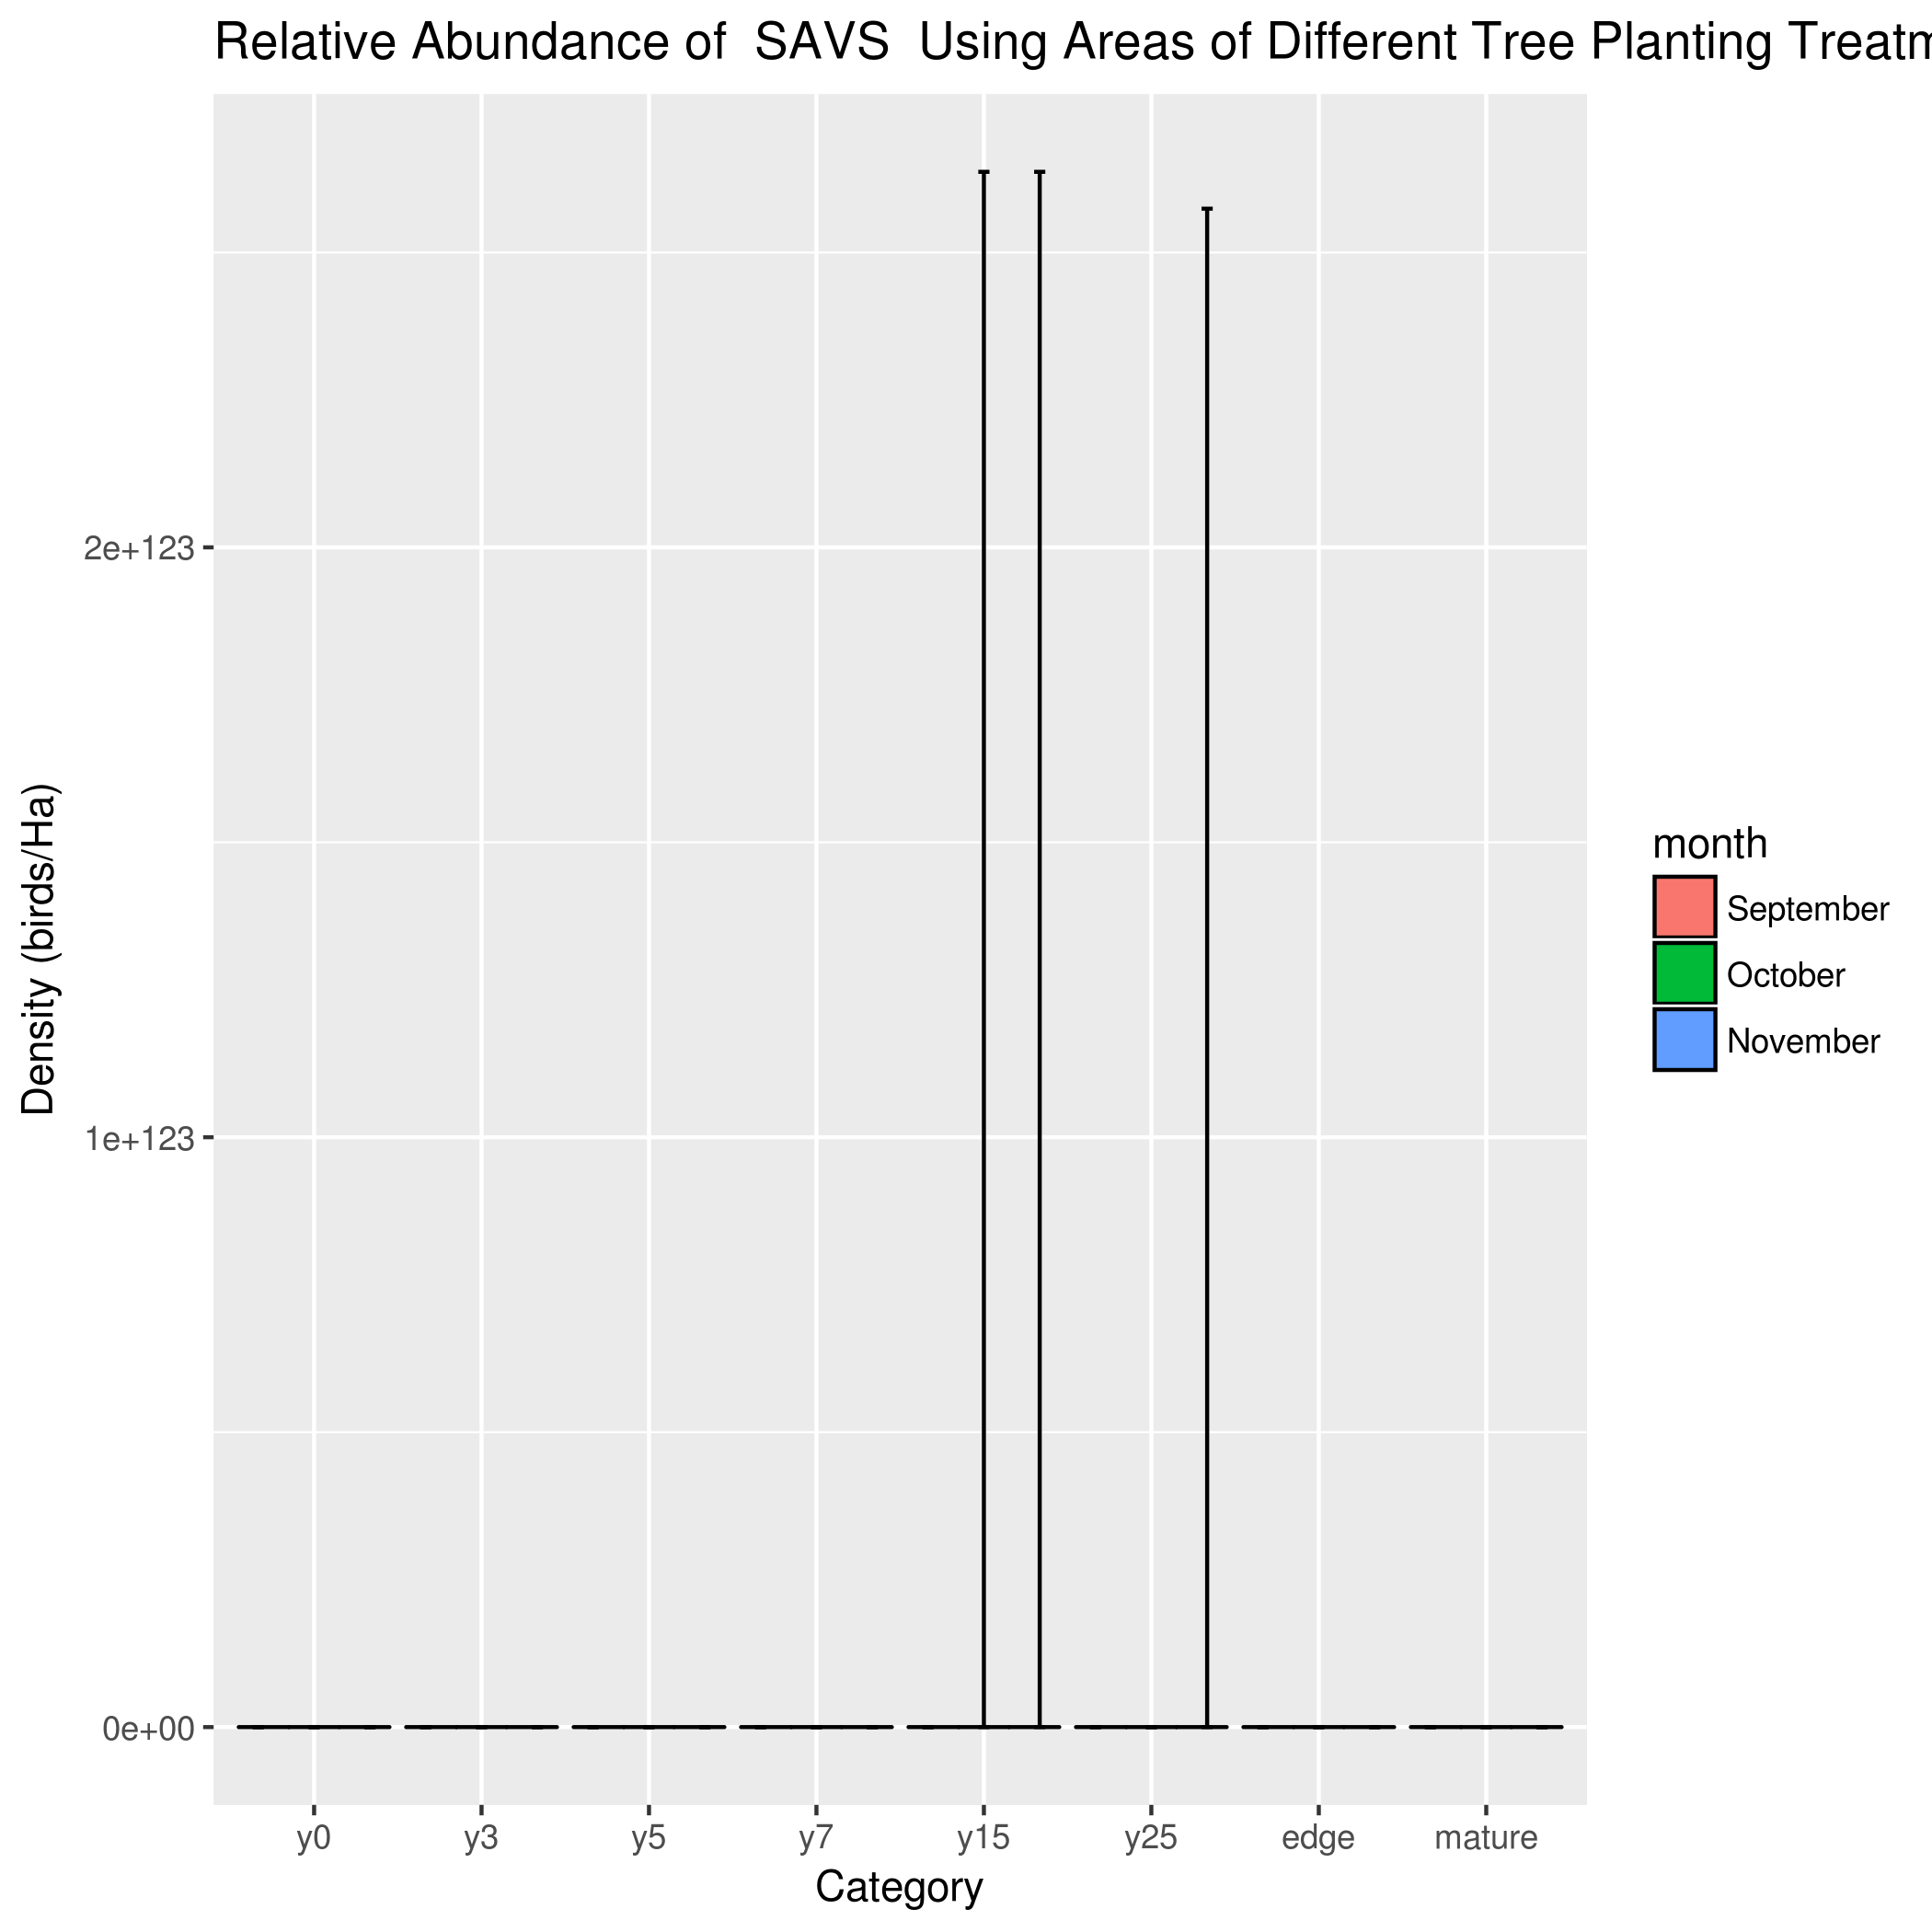 Relative Abundance of  SAVS  Using Areas of Different Tree Planting Treatm
Density (birds/Ha)
2e+123
1e+123
0e+00
y0 y3 y5 y7 y15 y25 edge mature
Category
month
September
October
November